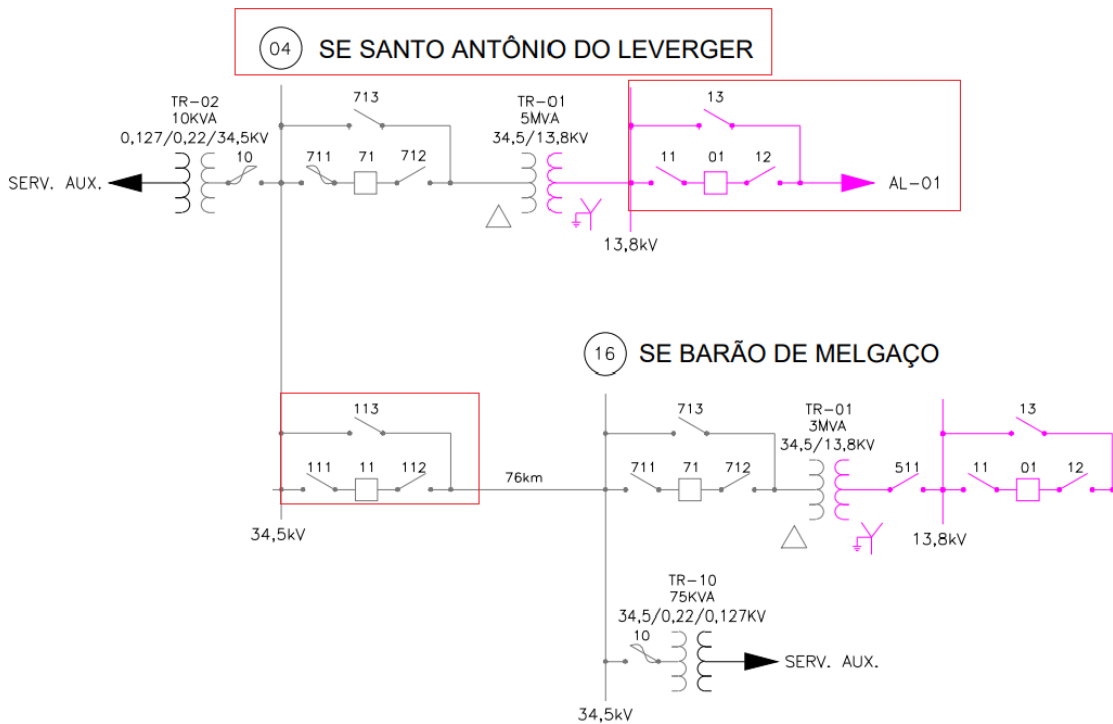 04 SE SANTO ANTÔNIO DO LEVERGER
TR-02
10KVA
0,127/0,22/34,5KV
10
SERV. AUX.
713
711 71 712
TR-01
5MVA
34,5/13,8KV
13
11 01 12
AL-01
13,8kV
16 SE BARÃO DE MELGAÇO
113
111 11 112
76km
34,5kV
713
711 71 712
TR-01
3MVA
34,5/13,8KV
511
13
11 01 12
13,8kV
TR-10
75KVA
34,5/0,22/0,127KV
10
SERV. AUX.
34,5kV